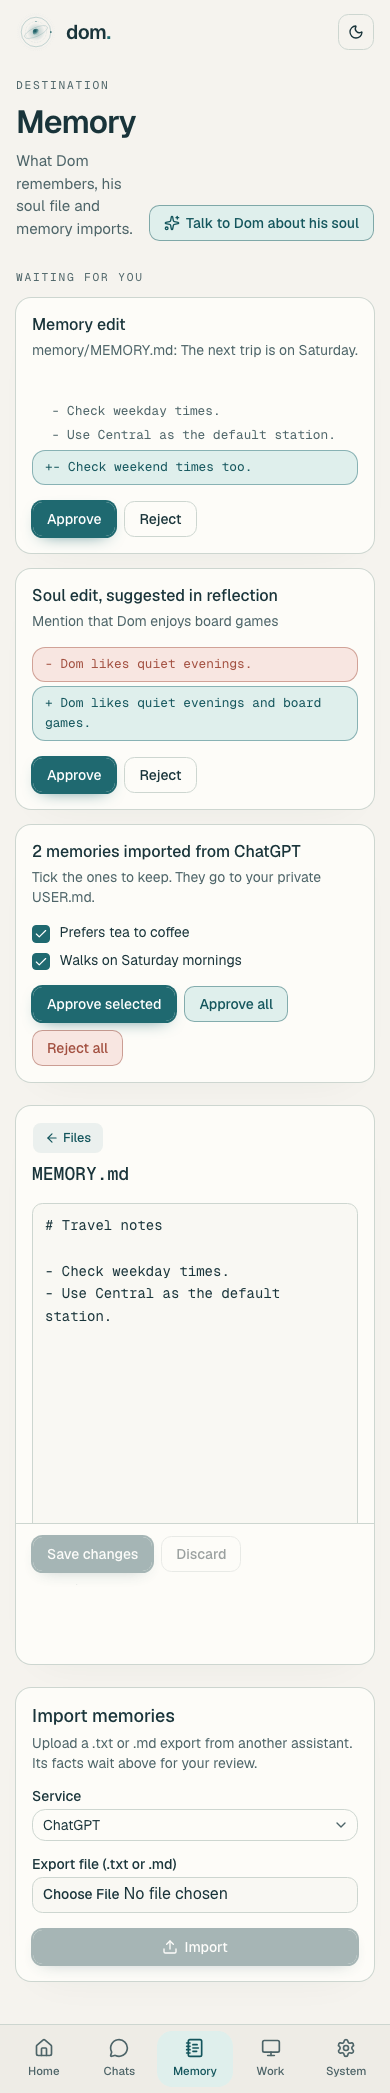 dom.
DESTINATION
Memory
What Dom
remembers, his
soul file and
memory imports.
Talk to Dom about his soul
WAITING FOR YOU
Memory edit
memory/MEMORY.md: The next trip is on Saturday.
- Check weekday times.
- Use Central as the default station.
+- Check weekend times too.
Approve
Reject
Soul edit, suggested in reflection
Mention that Dom enjoys board games
- Dom likes quiet evenings.
+ Dom likes quiet evenings and board
games.
Approve
Reject
2 memories imported from ChatGPT
Tick the ones to keep. They go to your private
USER.md.
Prefers tea to coffee
Walks on Saturday mornings
Approve selected
Approve all
Reject all
Files
MEMORY.md
# Travel notes
- Check weekday times.
- Use Central as the default
station.
Save changes
Discard
Import memories
Upload a .txt or .md export from another assistant.
Its facts wait above for your review.
Service
ChatGPT
Export file (.txt or .md)
Choose File No file chosen
Import
Home
Chats
Memory
Work
System